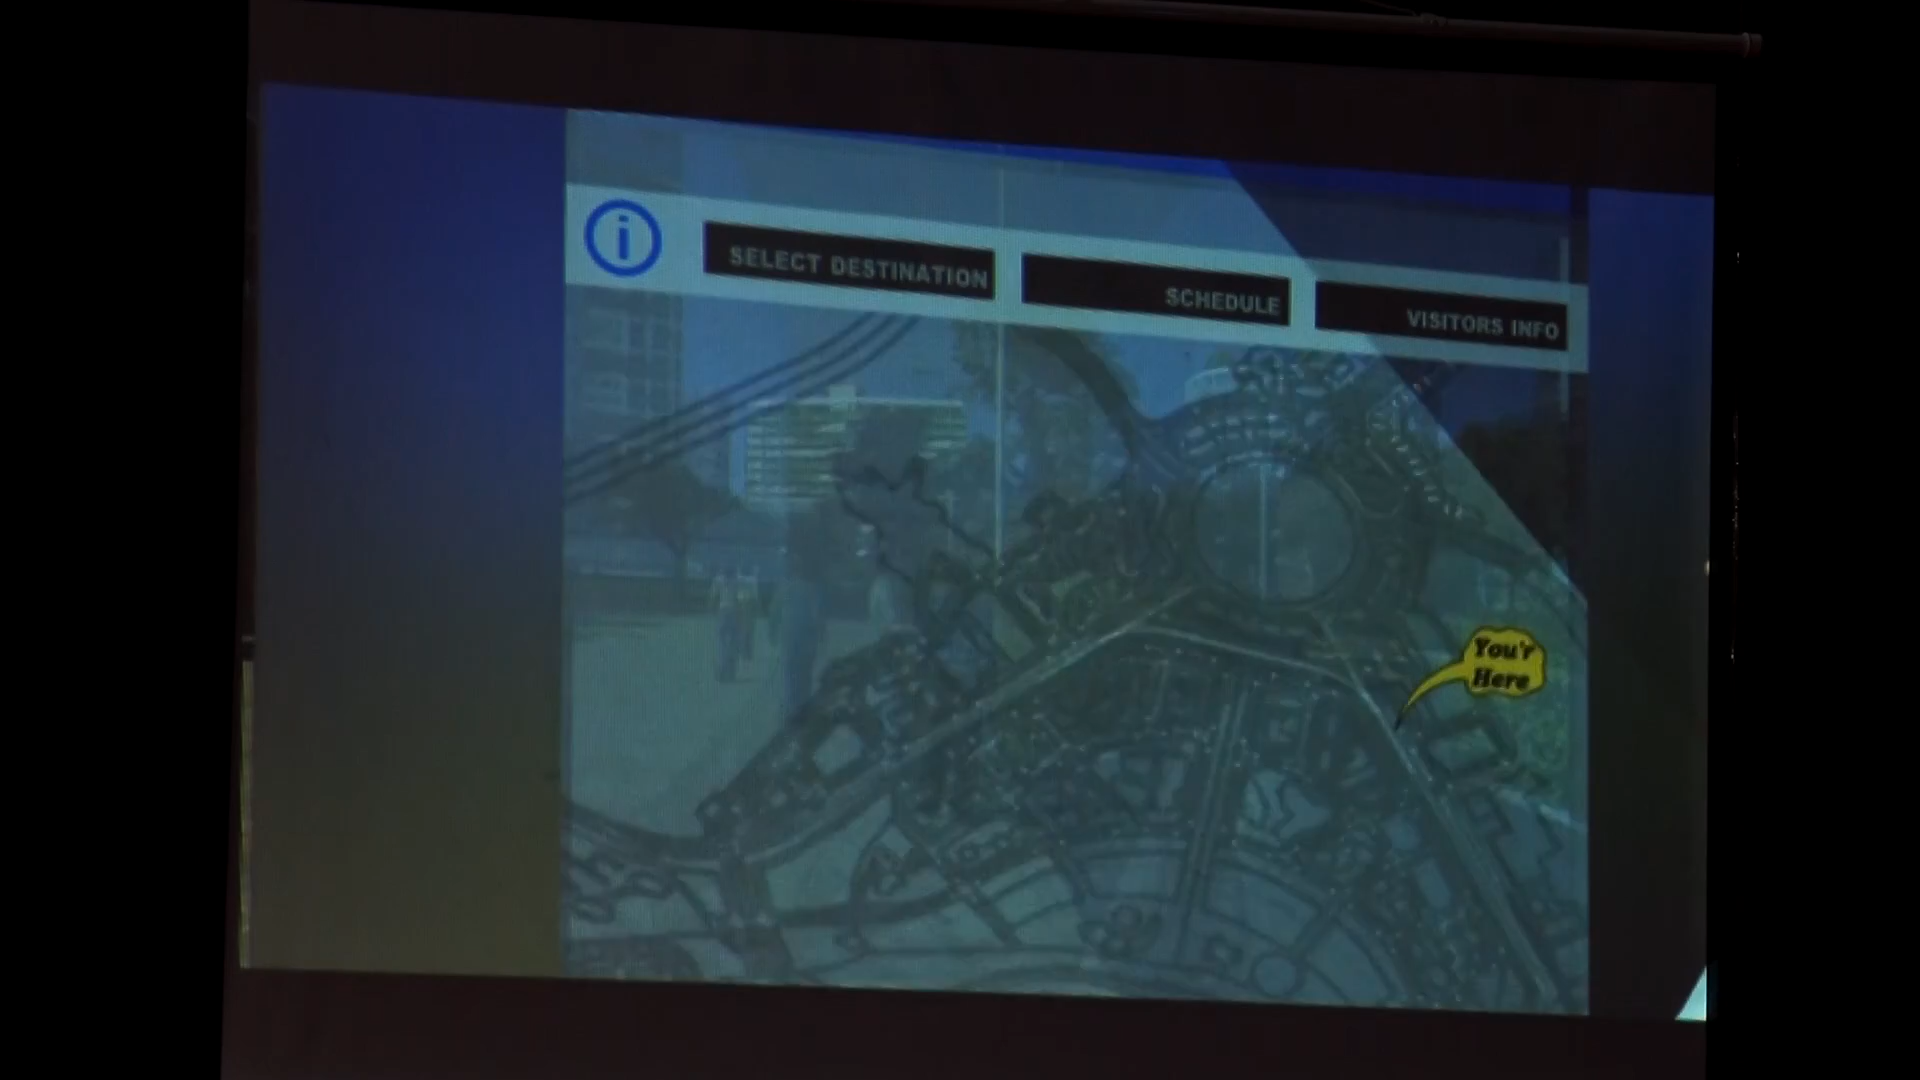 i
SELECT DESTINATION
SCHEDULE
VISITORS INFO
You'r
Here